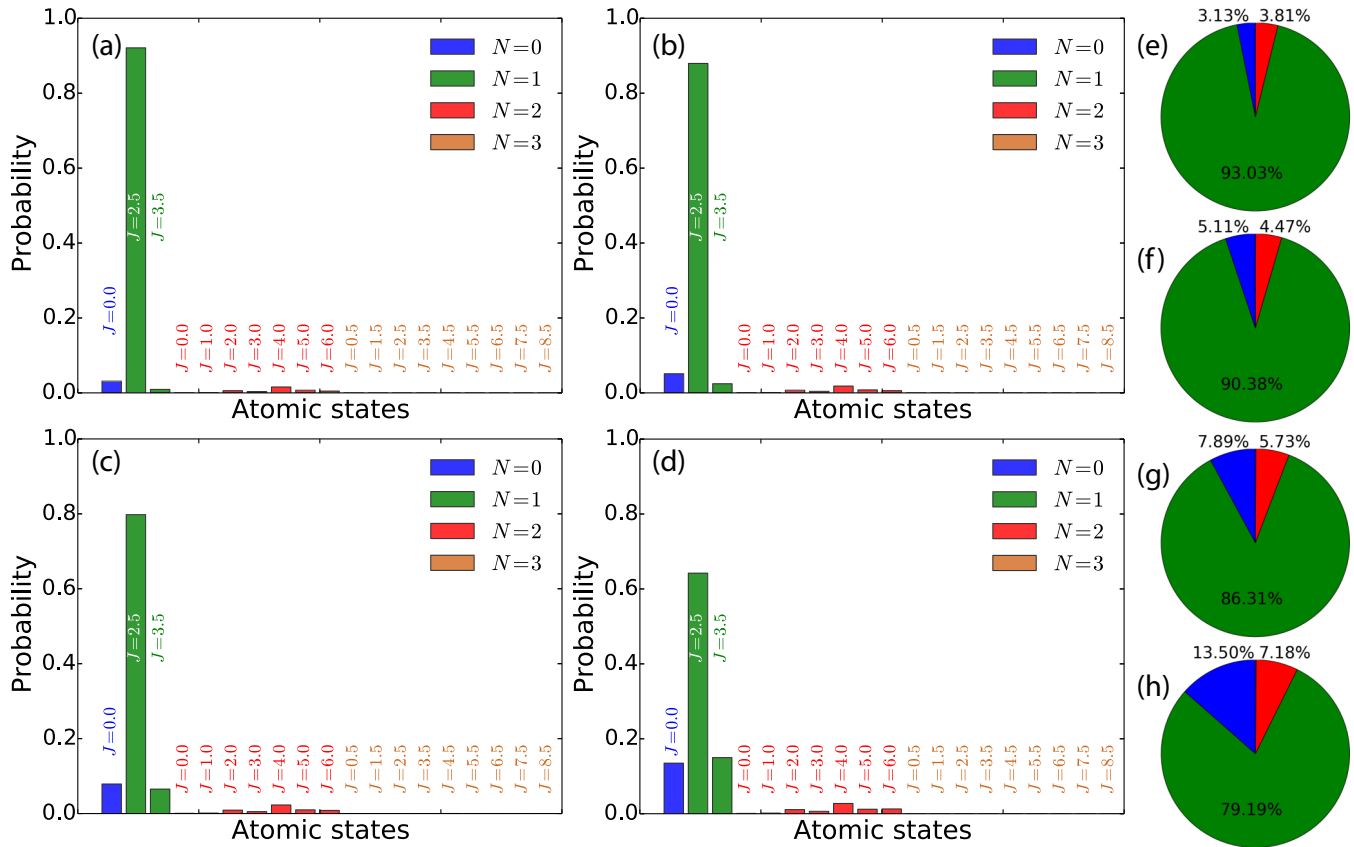 (a)
Probability
1.0
0.8
0.6
0.4
0.2
0.0
N=0
N=1
N=2
N=3
J=0.0
J=2.5
J=3.5
J=0.0
J=1.0
J=2.0
J=3.0
J=4.0
J=5.0
J=6.0
J=0.5
J=1.5
J=2.5
J=3.5
J=4.5
J=5.5
J=6.5
J=7.5
J=8.5
Atomic states
(b)
Probability
1.0
0.8
0.6
0.4
0.2
0.0
N=0
N=1
N=2
N=3
J=0.0
J=2.5
J=3.5
J=0.0
J=1.0
J=2.0
J=3.0
J=4.0
J=5.0
J=6.0
J=0.5
J=1.5
J=2.5
J=3.5
J=4.5
J=5.5
J=6.5
J=7.5
J=8.5
Atomic states
(c)
Probability
1.0
0.8
0.6
0.4
0.2
0.0
N=0
N=1
N=2
N=3
J=0.0
J=2.5
J=3.5
J=0.0
J=1.0
J=2.0
J=3.0
J=4.0
J=5.0
J=6.0
J=0.5
J=1.5
J=2.5
J=3.5
J=4.5
J=5.5
J=6.5
J=7.5
J=8.5
Atomic states
(d)
Probability
1.0
0.8
0.6
0.4
0.2
0.0
N=0
N=1
N=2
N=3
J=0.0
J=2.5
J=3.5
J=0.0
J=1.0
J=2.0
J=3.0
J=4.0
J=5.0
J=6.0
J=0.5
J=1.5
J=2.5
J=3.5
J=4.5
J=5.5
J=6.5
J=7.5
J=8.5
Atomic states
(e)
3.13% 3.81%
93.03%
(f)
5.11% 4.47%
90.38%
(g)
7.89% 5.73%
86.31%
(h)
13.50% 7.18%
79.19%